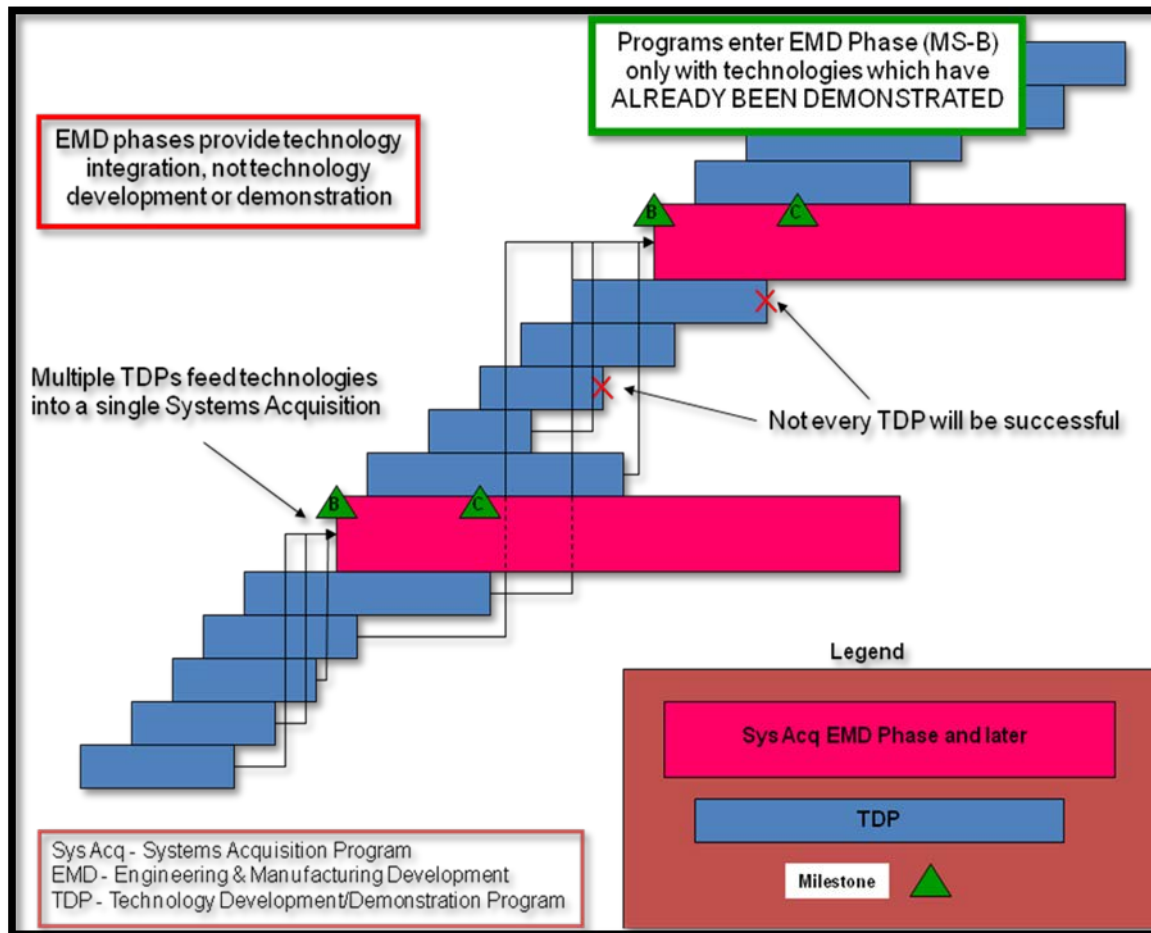 Programs enter EMD Phase (MS-B)
only with technologies which have
ALREADY BEEN DEMONSTRATED
EMD phases provide technology
integration, not technology
development or demonstration
B
C
Multiple TDPs feed technologies
into a single Systems Acquisition
Not every TDP will be successful
B
C
Legend
Sys Acq EMD Phase and later
TDP
Milestone
Sys Acq - Systems Acquisition Program
EMD - Engineering & Manufacturing Development
TDP - Technology Development/Demonstration Program